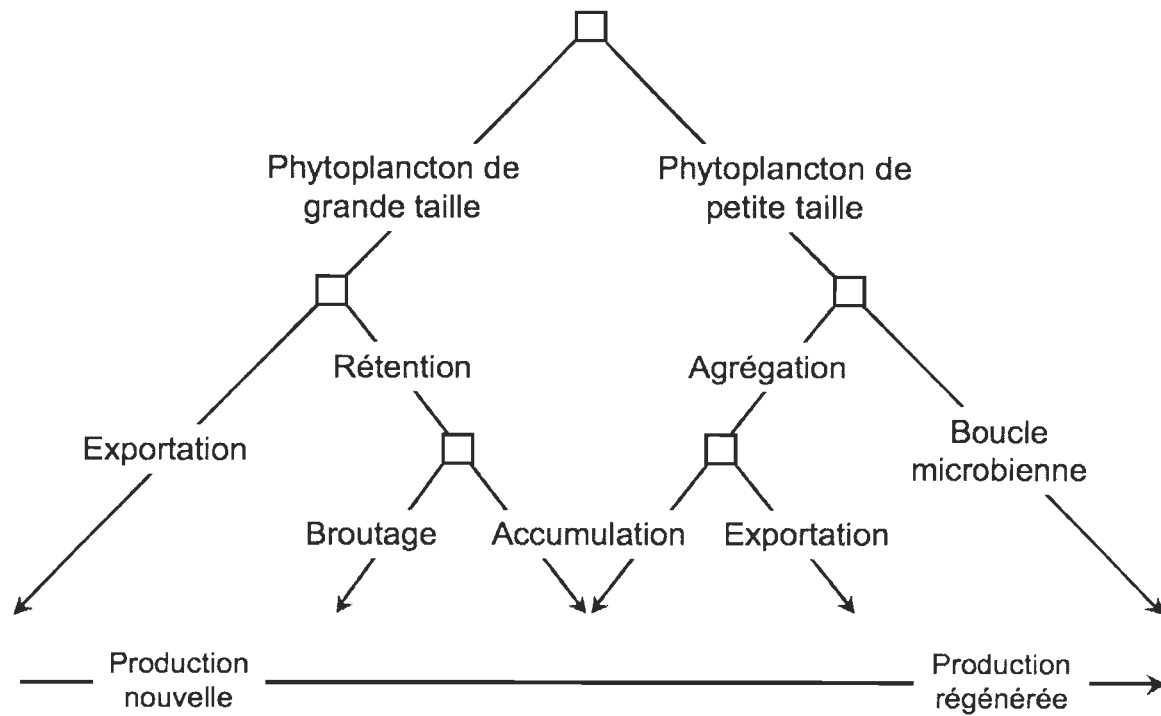 Phytoplancton de
grande taille
Phytoplancton de
petite taille
Rétention
Agrégation
Exportation
Boucle
microbienne
Broutage
Accumulation
Exportation
Production
nouvelle
Production
régénérée